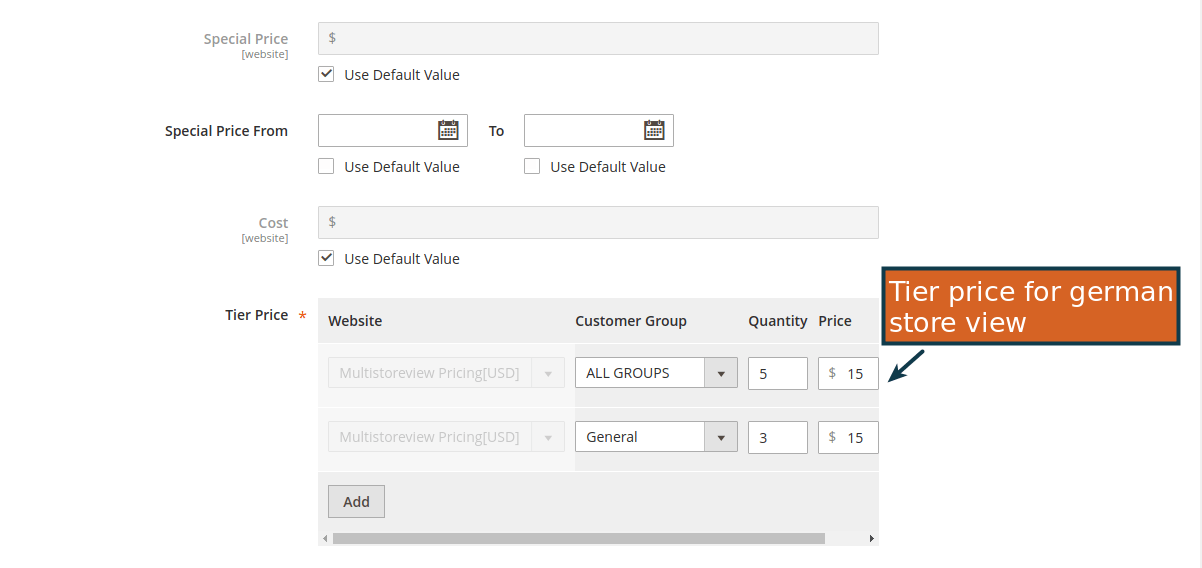 Special Price
[website]
$
Use Default Value
Special Price From
To
Use Default Value
Use Default Value
Cost
[website]
$
Use Default Value
Tier price for german
store view
Tier Price *
Website Customer Group Quantity Price
Multistoreview Pricing[USD] ALL GROUPS 5 $ 15
Multistoreview Pricing[USD] General 3 $ 15
Add